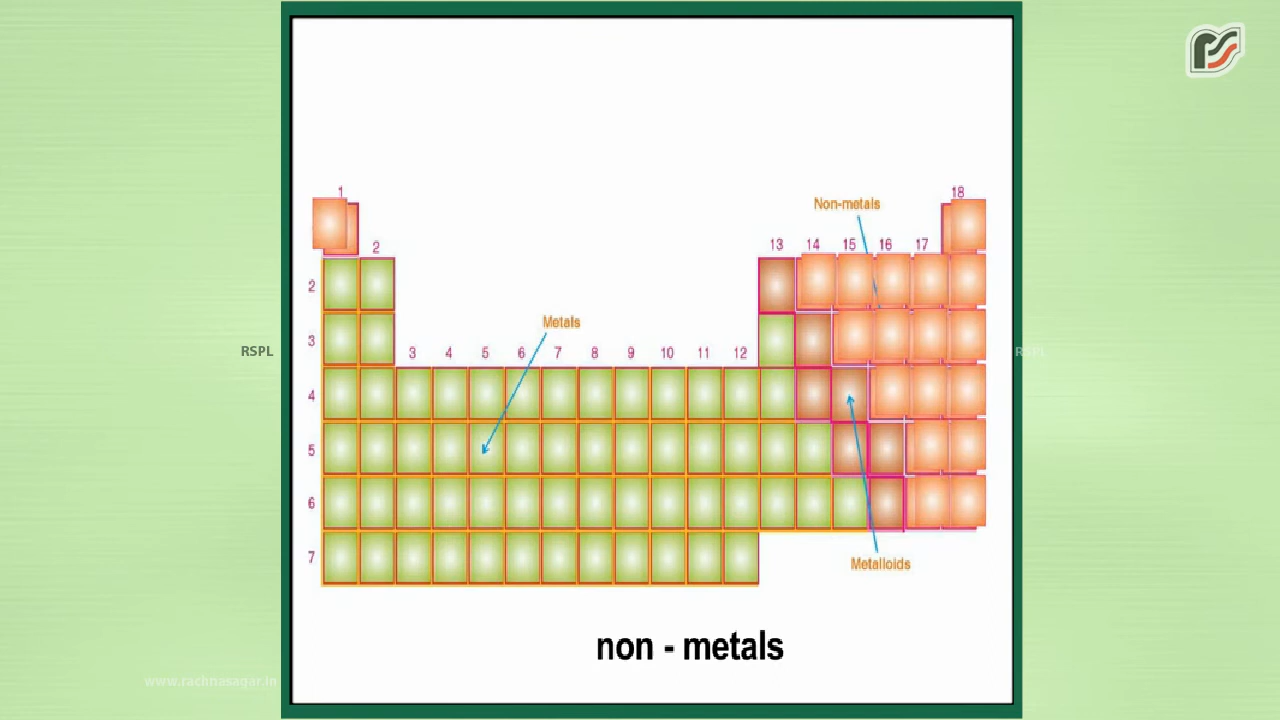 1
18
Non-metals
2
13 14 15 16 17
2
Metals
3
3 4 5 6 7 8 9 10 11 12
RSPL
RSPL
4
5
6
7
Metalloids
non - metals
www.rachnasagar.in